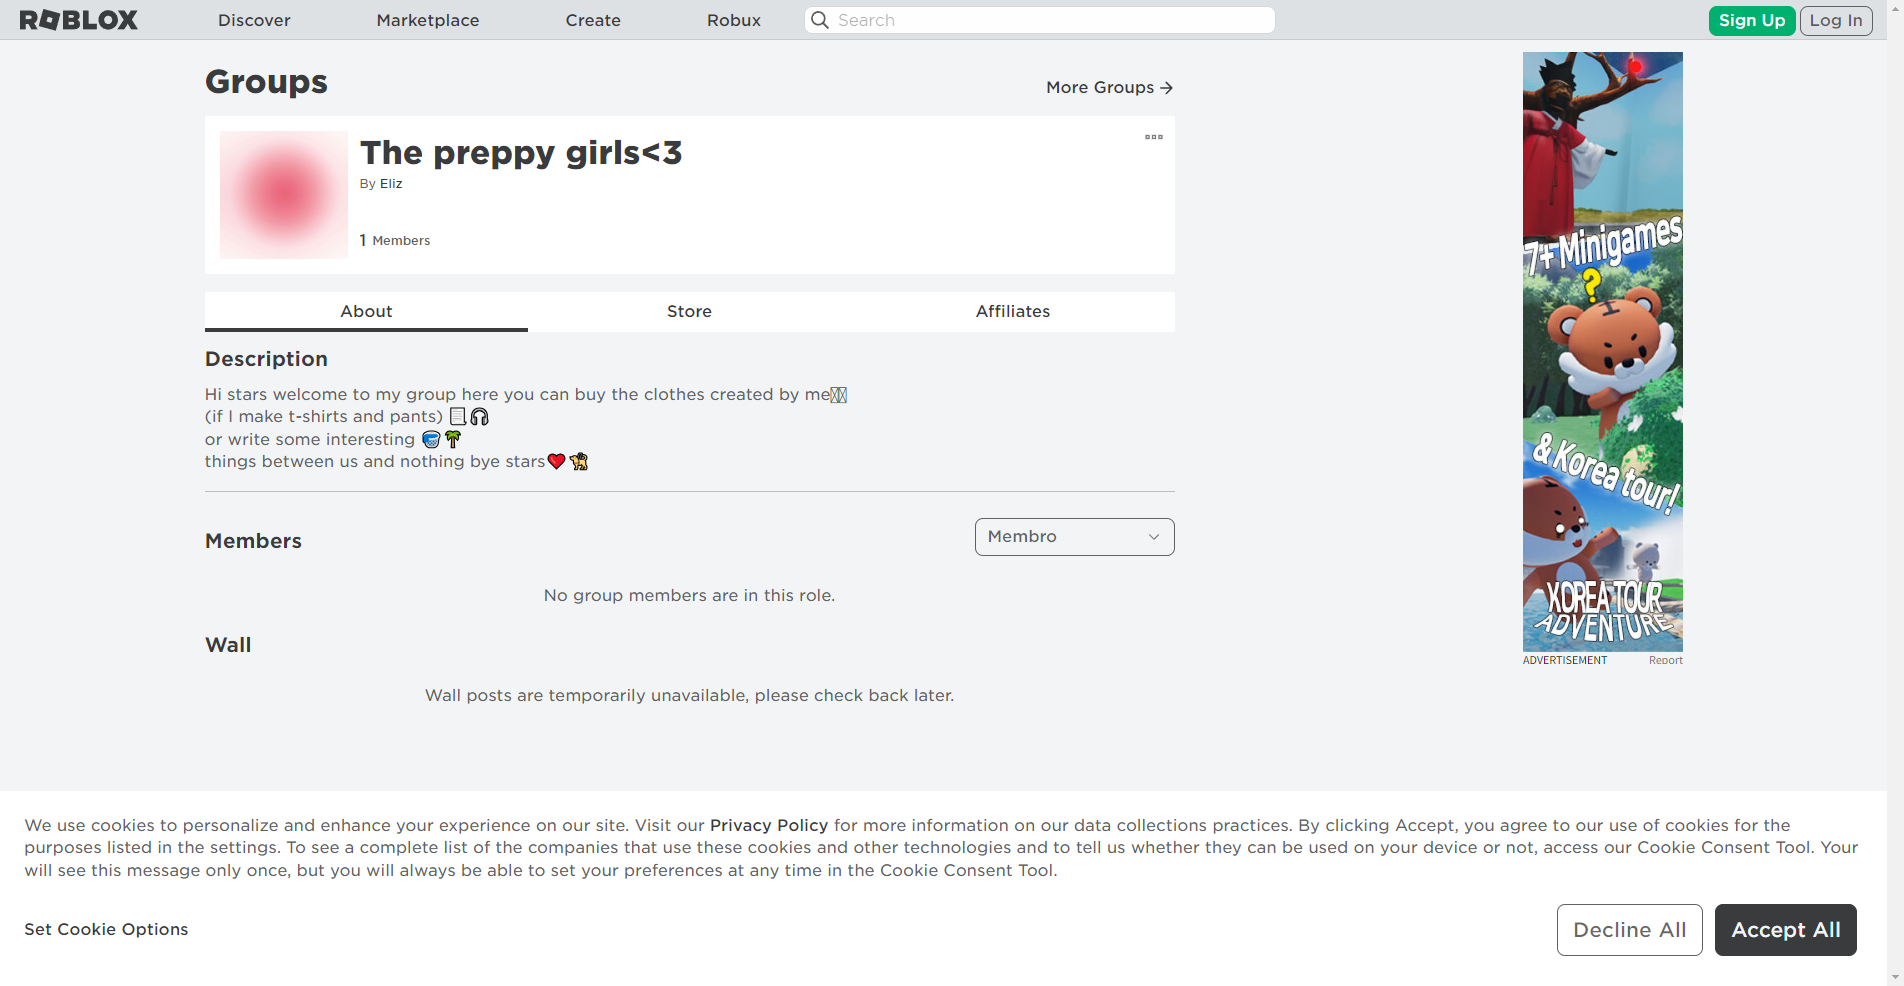 ROBLOX
Discover
Marketplace
Create
Robux
Search
Sign Up
Log In
Groups
More Groups →
The preppy girls<3
By Eliz
1 Members
About
Store
Affiliates
Description
Hi stars welcome to my group here you can buy the clothes created by me
(if I make t-shirts and pants) 📃🎧
or write some interesting 🥣🌴
things between us and nothing bye stars❤️🐕‍🦺
Members
Membro
No group members are in this role.
Wall
Wall posts are temporarily unavailable, please check back later.
7+ Minigames
?
& Korea tour!
KOREA TOUR
ADVENTURE
ADVERTISEMENT
Report
We use cookies to personalize and enhance your experience on our site. Visit our Privacy Policy for more information on our data collections practices. By clicking Accept, you agree to our use of cookies for the
purposes listed in the settings. To see a complete list of the companies that use these cookies and other technologies and to tell us whether they can be used on your device or not, access our Cookie Consent Tool. Your
will see this message only once, but you will always be able to set your preferences at any time in the Cookie Consent Tool.
Set Cookie Options
Decline All
Accept All